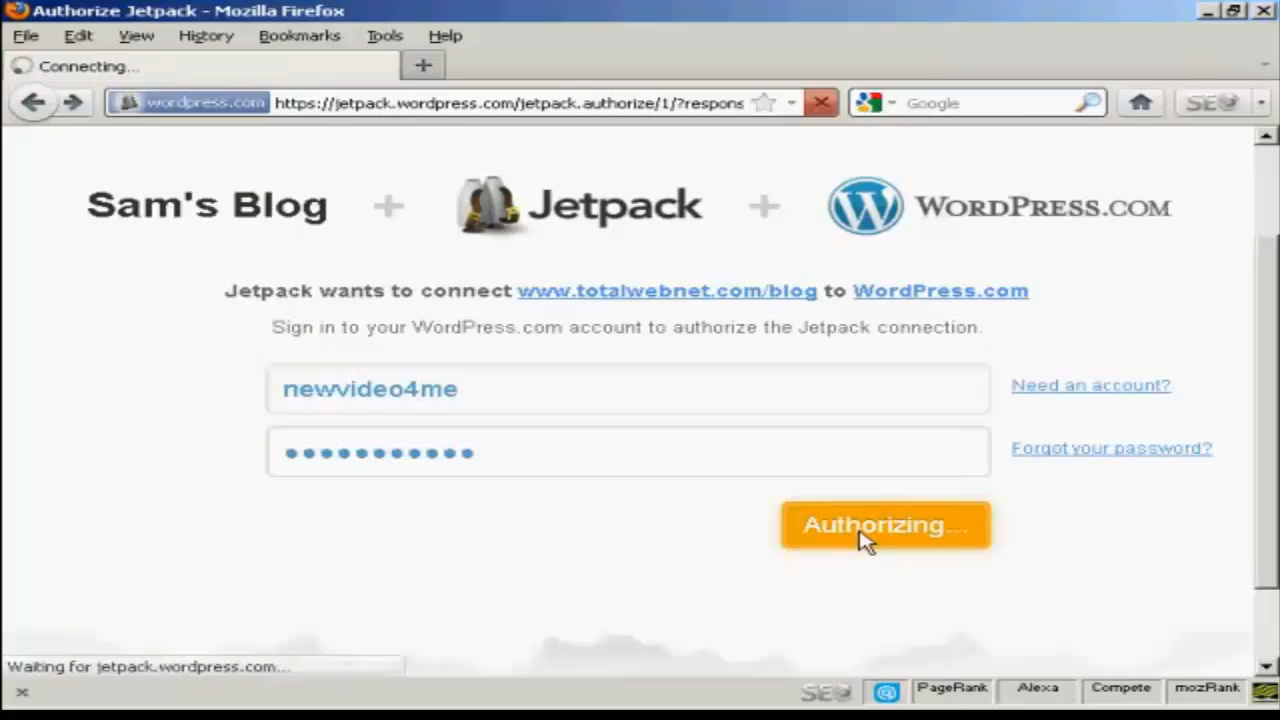 Authorize Jetpack - Mozilla Firefox
File Edit View History Bookmarks Tools Help
Connecting...
wordpress.com https://jetpack.wordpress.com/jetpack.authorize/1/?respons Google SEO
Sam's Blog + Jetpack + WORDPRESS.COM
Jetpack wants to connect www.totalwebnet.com/blog to WordPress.com
Sign in to your WordPress.com account to authorize the Jetpack connection.
newvideo4me Need an account?
●●●●●●●●●●● Forgot your password?
Authorizing...
Waiting for jetpack.wordpress.com...
SEO PageRank Alexa Compete mozRank